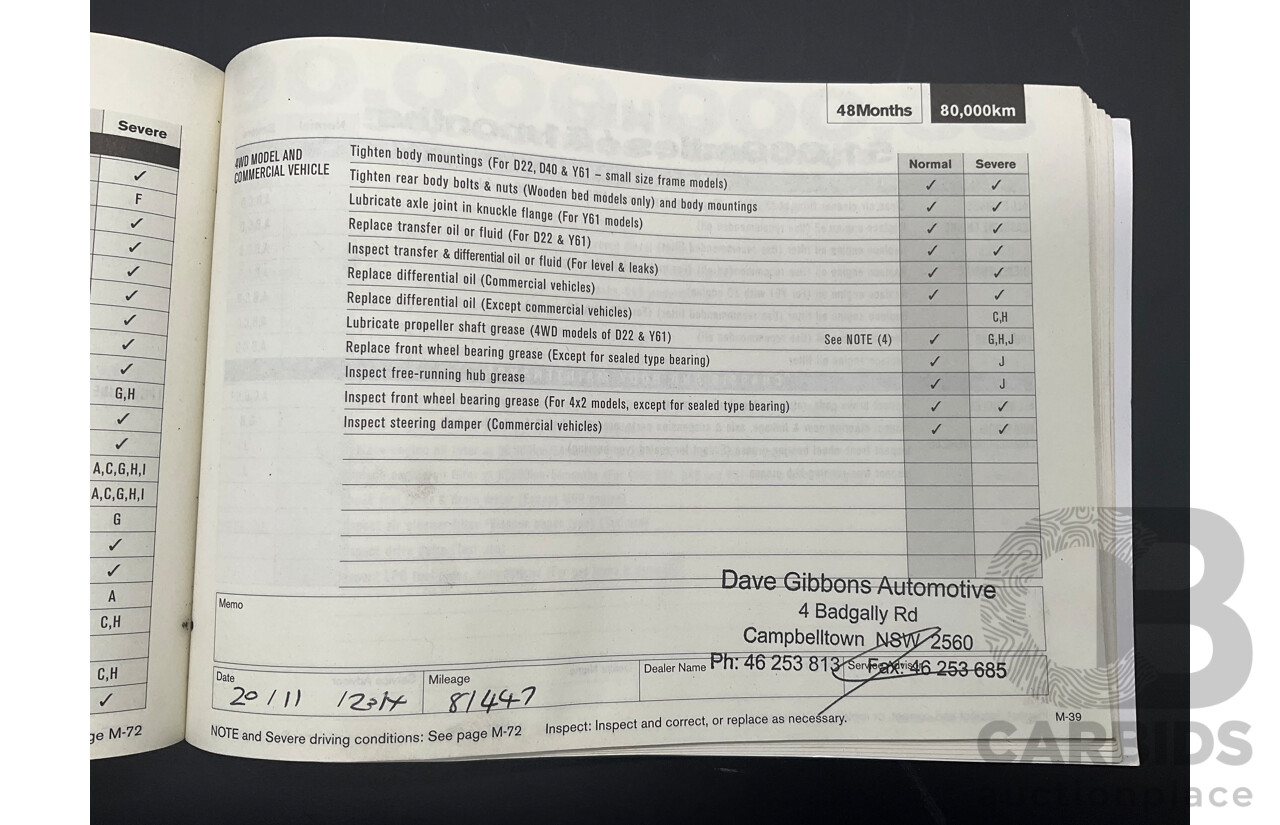 Severe
✓
F
✓
✓
✓
✓
✓
✓
✓
G,H
✓
✓
A,C,G,H,I
A,C,G,H,I
G
✓
✓
A
C,H
C,H
✓
ge M-72
48Months 80,000km
Normal Severe
4WD MODEL AND
COMMERCIAL VEHICLE
Tighten body mountings (For D22, D40 & Y61 – small size frame models) ✓ ✓
Tighten rear body bolts & nuts (Wooden bed models only) and body mountings ✓ ✓
Lubricate axle joint in knuckle flange (For Y61 models) ✓ ✓
Replace transfer oil or fluid (For D22 & Y61) ✓ ✓
Inspect transfer & differential oil or fluid (For level & leaks) ✓ ✓
Replace differential oil (Commercial vehicles) ✓ ✓
Replace differential oil (Except commercial vehicles) C,H
Lubricate propeller shaft grease (4WD models of D22 & Y61) See NOTE (4) ✓ G,H,J
Replace front wheel bearing grease (Except for sealed type bearing) ✓ J
Inspect free-running hub grease ✓ J
Inspect front wheel bearing grease (For 4x2 models, except for sealed type bearing) ✓ ✓
Inspect steering damper (Commercial vehicles) ✓ ✓
Memo
Dave Gibbons Automotive
4 Badgally Rd
Campbelltown NSW 2560
Ph: 46 253 813 Fax: 46 253 685
Date 20/11/2014
Mileage 81447
Dealer Name
Service Advisor
NOTE and Severe driving conditions: See page M-72 Inspect: Inspect and correct, or replace as necessary.
M-39
CARBIDS
auctionplace